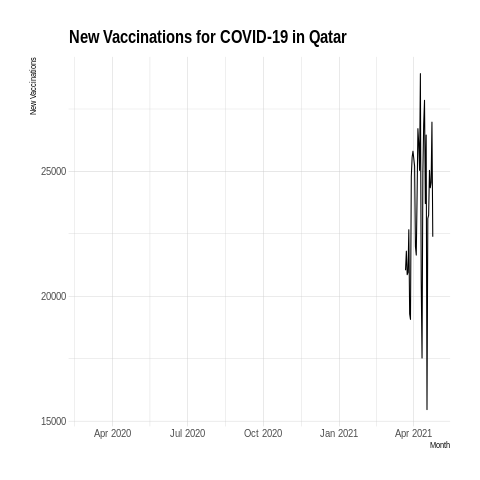 New Vaccinations for COVID-19 in Qatar
New Vaccinations
25000
20000
15000
Apr 2020 Jul 2020 Oct 2020 Jan 2021 Apr 2021
Month